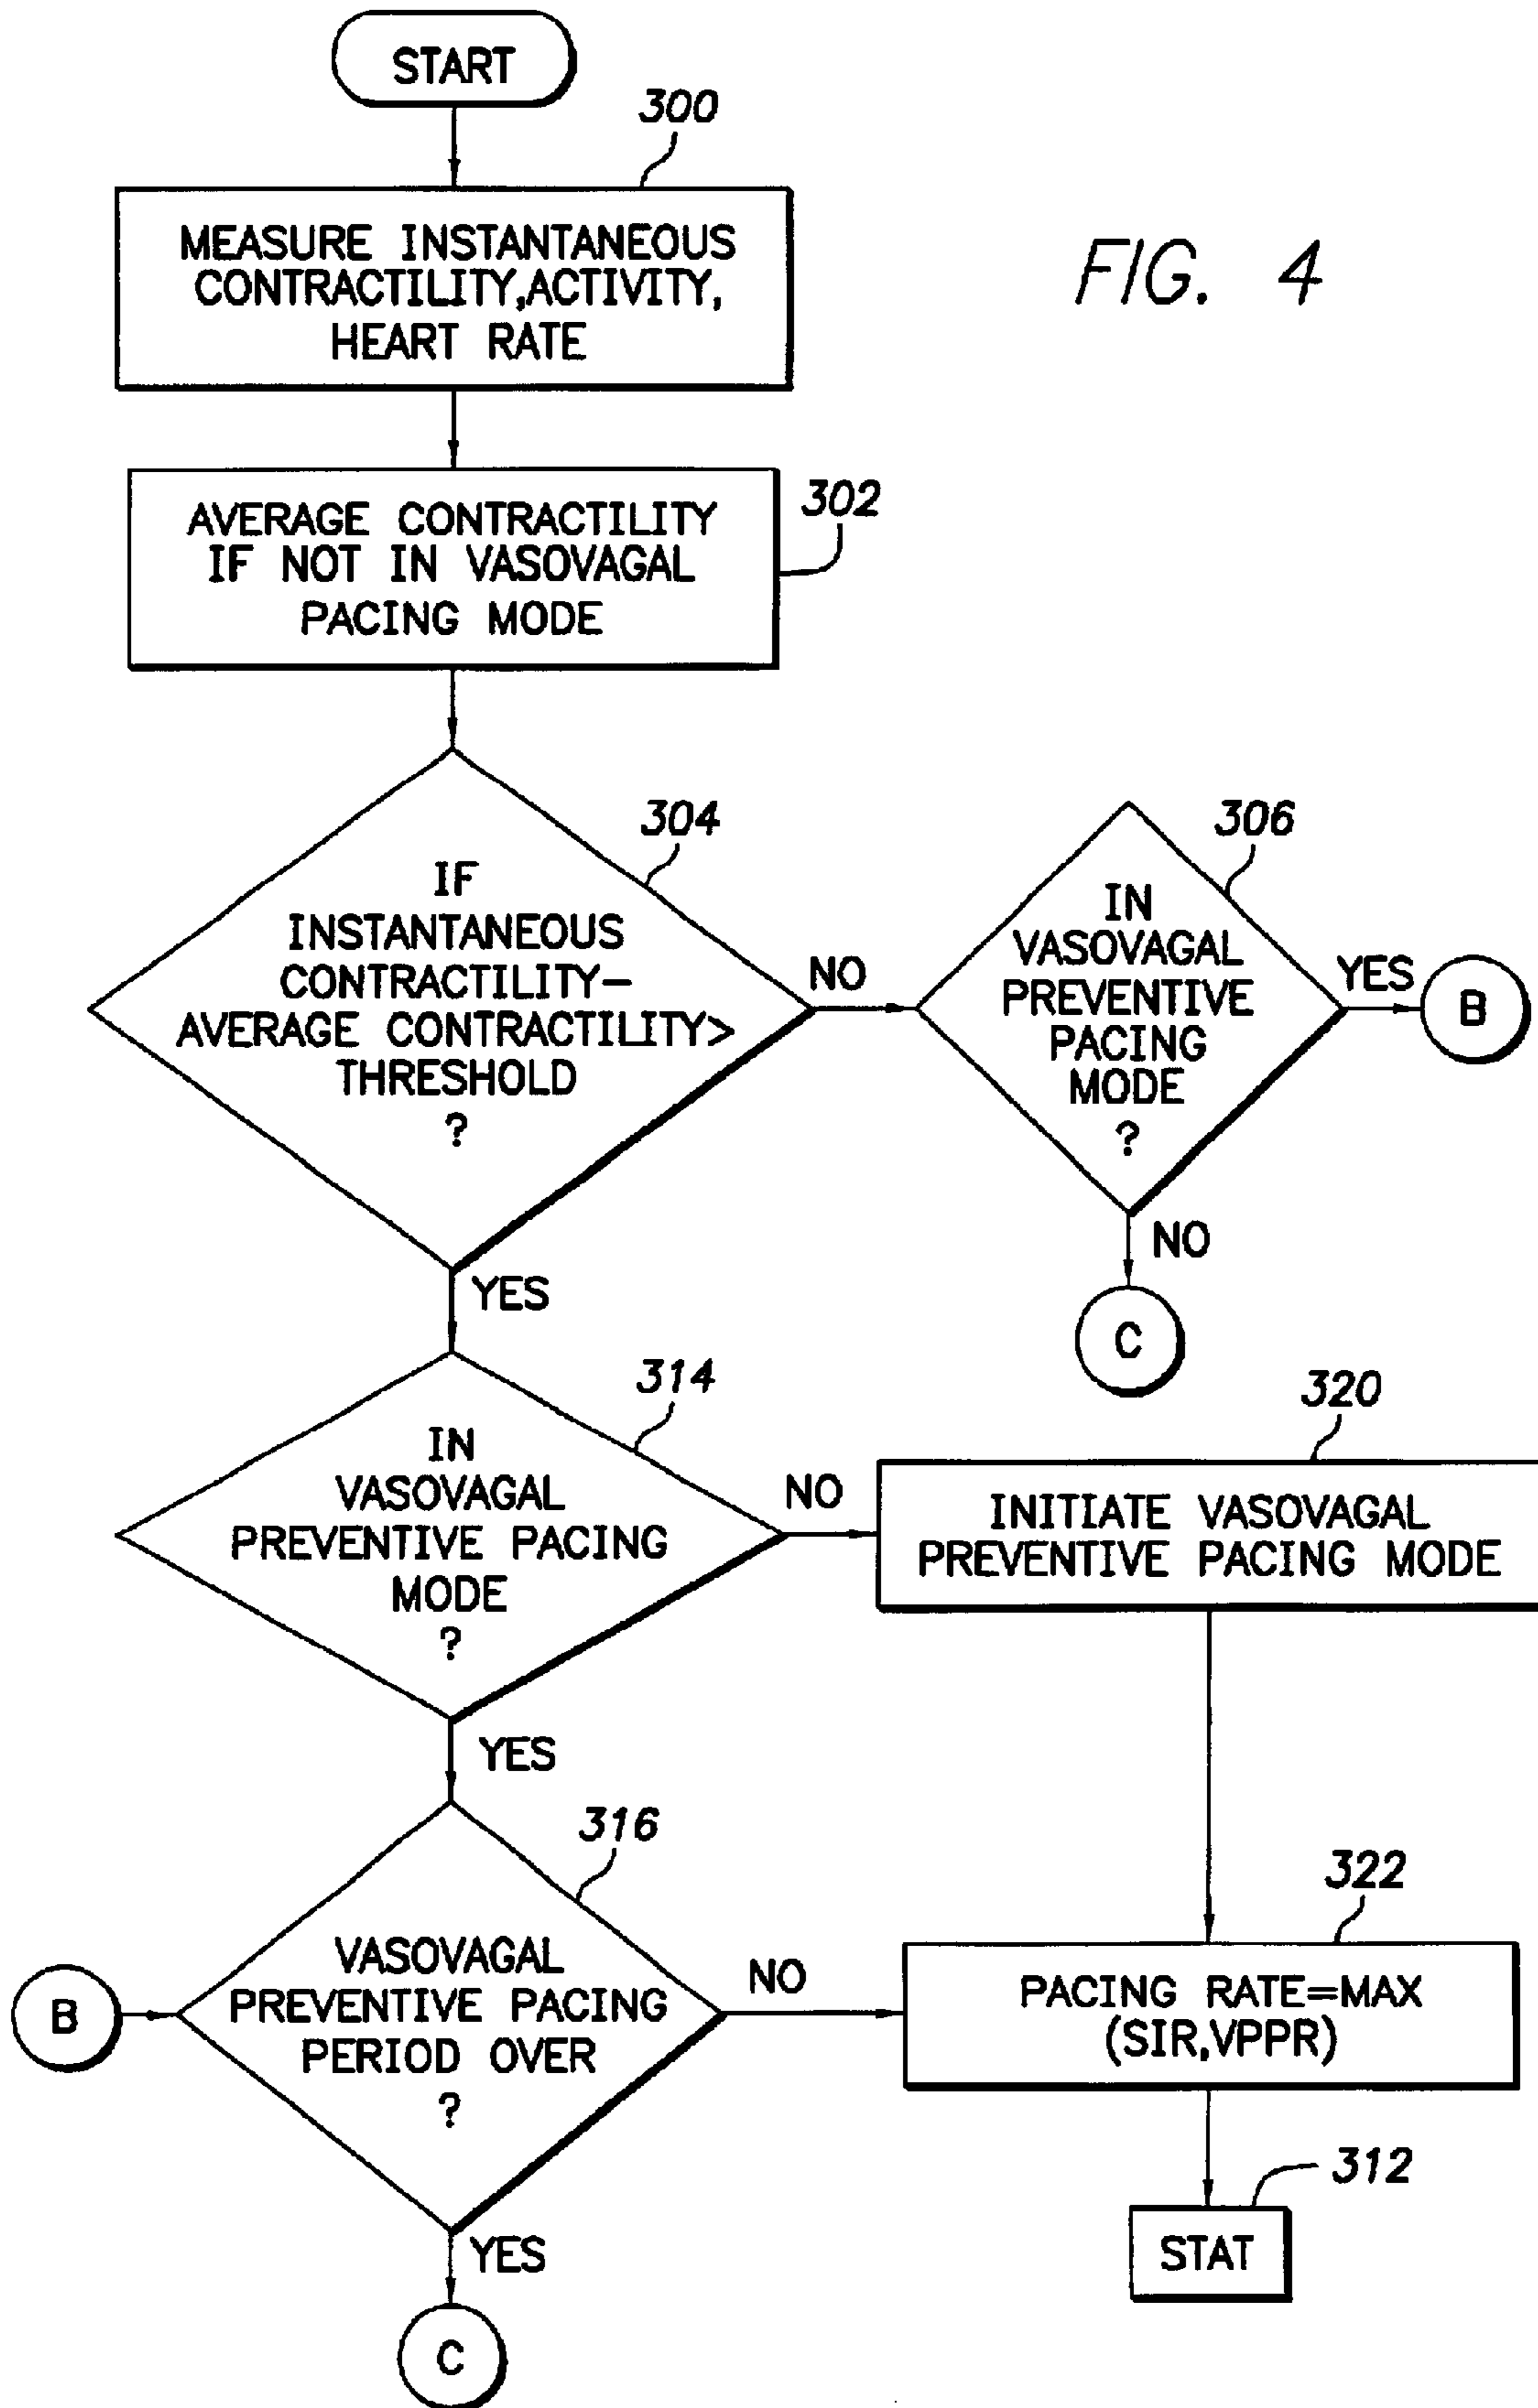 START
300
MEASURE INSTANTANEOUS
CONTRACTILITY,ACTIVITY,
HEART RATE
FIG. 4
AVERAGE CONTRACTILITY
IF NOT IN VASOVAGAL
PACING MODE
302
304
IF
INSTANTANEOUS
CONTRACTILITY-
AVERAGE CONTRACTILITY>
THRESHOLD
?
NO
306
IN
VASOVAGAL
PREVENTIVE
PACING
MODE
?
YES
B
NO
C
YES
314
IN
VASOVAGAL
PREVENTIVE PACING
MODE
?
NO
320
INITIATE VASOVAGAL
PREVENTIVE PACING MODE
YES
316
B
VASOVAGAL
PREVENTIVE PACING
PERIOD OVER
?
NO
322
PACING RATE=MAX
(SIR,VPPR)
312
STAT
YES
C